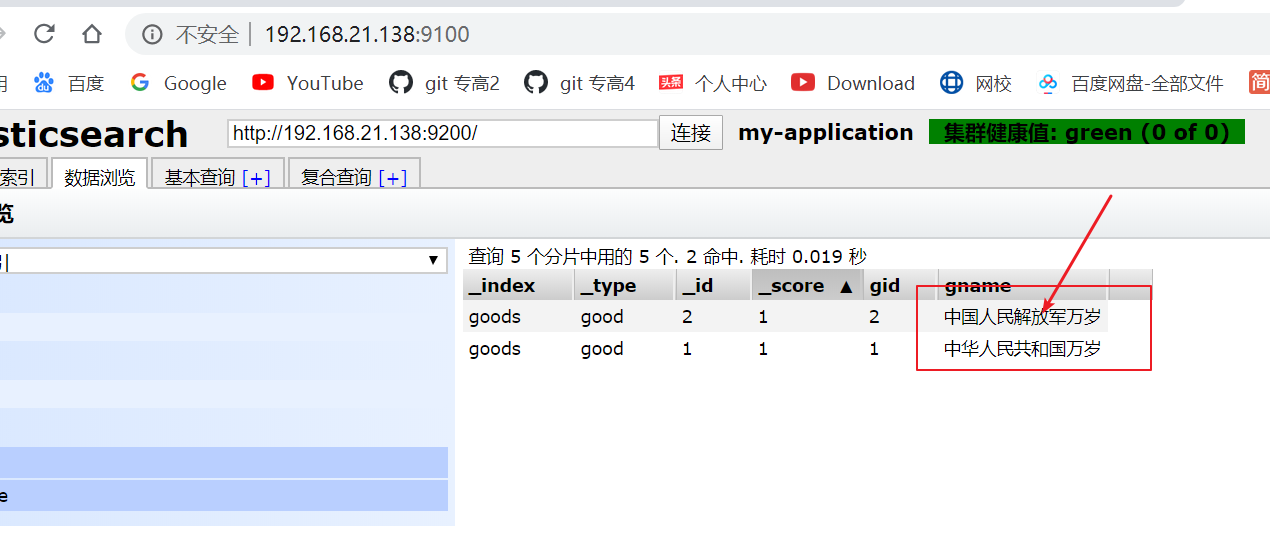 不安全 192.168.21.138:9100
百度 Google YouTube git 专高2 git 专高4 头条 个人中心 Download 网校 百度网盘-全部文件 简
sticsearch http://192.168.21.138:9200/ 连接 my-application 集群健康值: green (0 of 0)
索引 数据浏览 基本查询 [+] 复合查询 [+]
览
查询 5 个分片中用的 5 个. 2 命中. 耗时 0.019 秒
_index _type _id _score ▲ gid gname
goods good 2 1 2 中国人民解放军万岁
goods good 1 1 1 中华人民共和国万岁
e